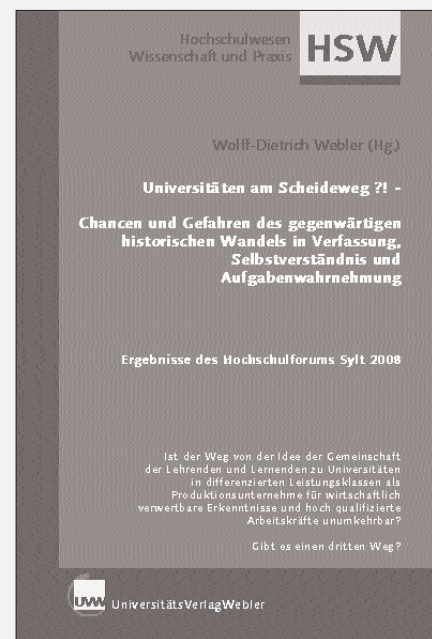 Hochschulwesen
Wissenschaft und Praxis
HSW
Wolff-Dietrich Webler (Hg.)
Universitäten am Scheideweg ?! -
Chancen und Gefahren des gegenwärtigen
historischen Wandels in Verfassung,
Selbstverständnis und
Aufgabenwahrnehmung
Ergebnisse des Hochschulforums Sylt 2008
Ist der Weg von der Idee der Gemeinschaft
der Lehrenden und Lernenden zu Universitäten
in differenzierten Leistungsklassen als
Produktionsunternehme für wirtschaftlich
verwertbare Erkenntnisse und hoch qualifizierte
Arbeitskräfte unumkehrbar?
Gibt es einen dritten Weg?
UVW UniversitätsVerlagWebler